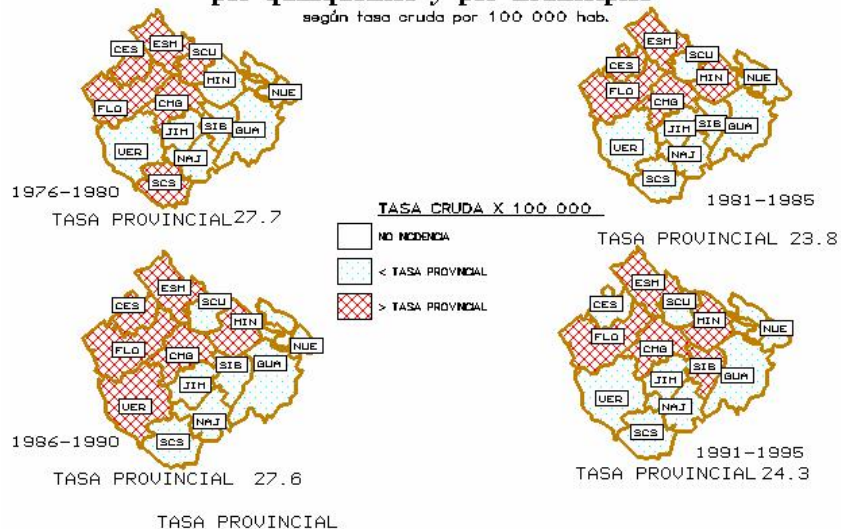 según tasa cruda por 100 000 hab.
CES ESM SCU MIN NUE
FLO CMG JIM SIB GUA
VER NAJ
SCS
1976-1980
TASA PROVINCIAL 27.7
ESM SCU
CES MIN NUE
FLO CMG JIM SIB GUA
VER NAJ
SCS
1981-1985
TASA PROVINCIAL 23.8
TASA CRUDA X 100 000
NO INCIDENCIA
< TASA PROVINCIAL
> TASA PROVINCIAL
ESM SCU
CES MIN NUE
FLO CMG JIM SIB GUA
VER NAJ
SCS
1986-1990
TASA PROVINCIAL 27.6
ESM
CES SCU MIN NUE
FLO CMG SIB GUA
JIM
VER NAJ
SCS
1991-1995
TASA PROVINCIAL 24.3
TASA PROVINCIAL